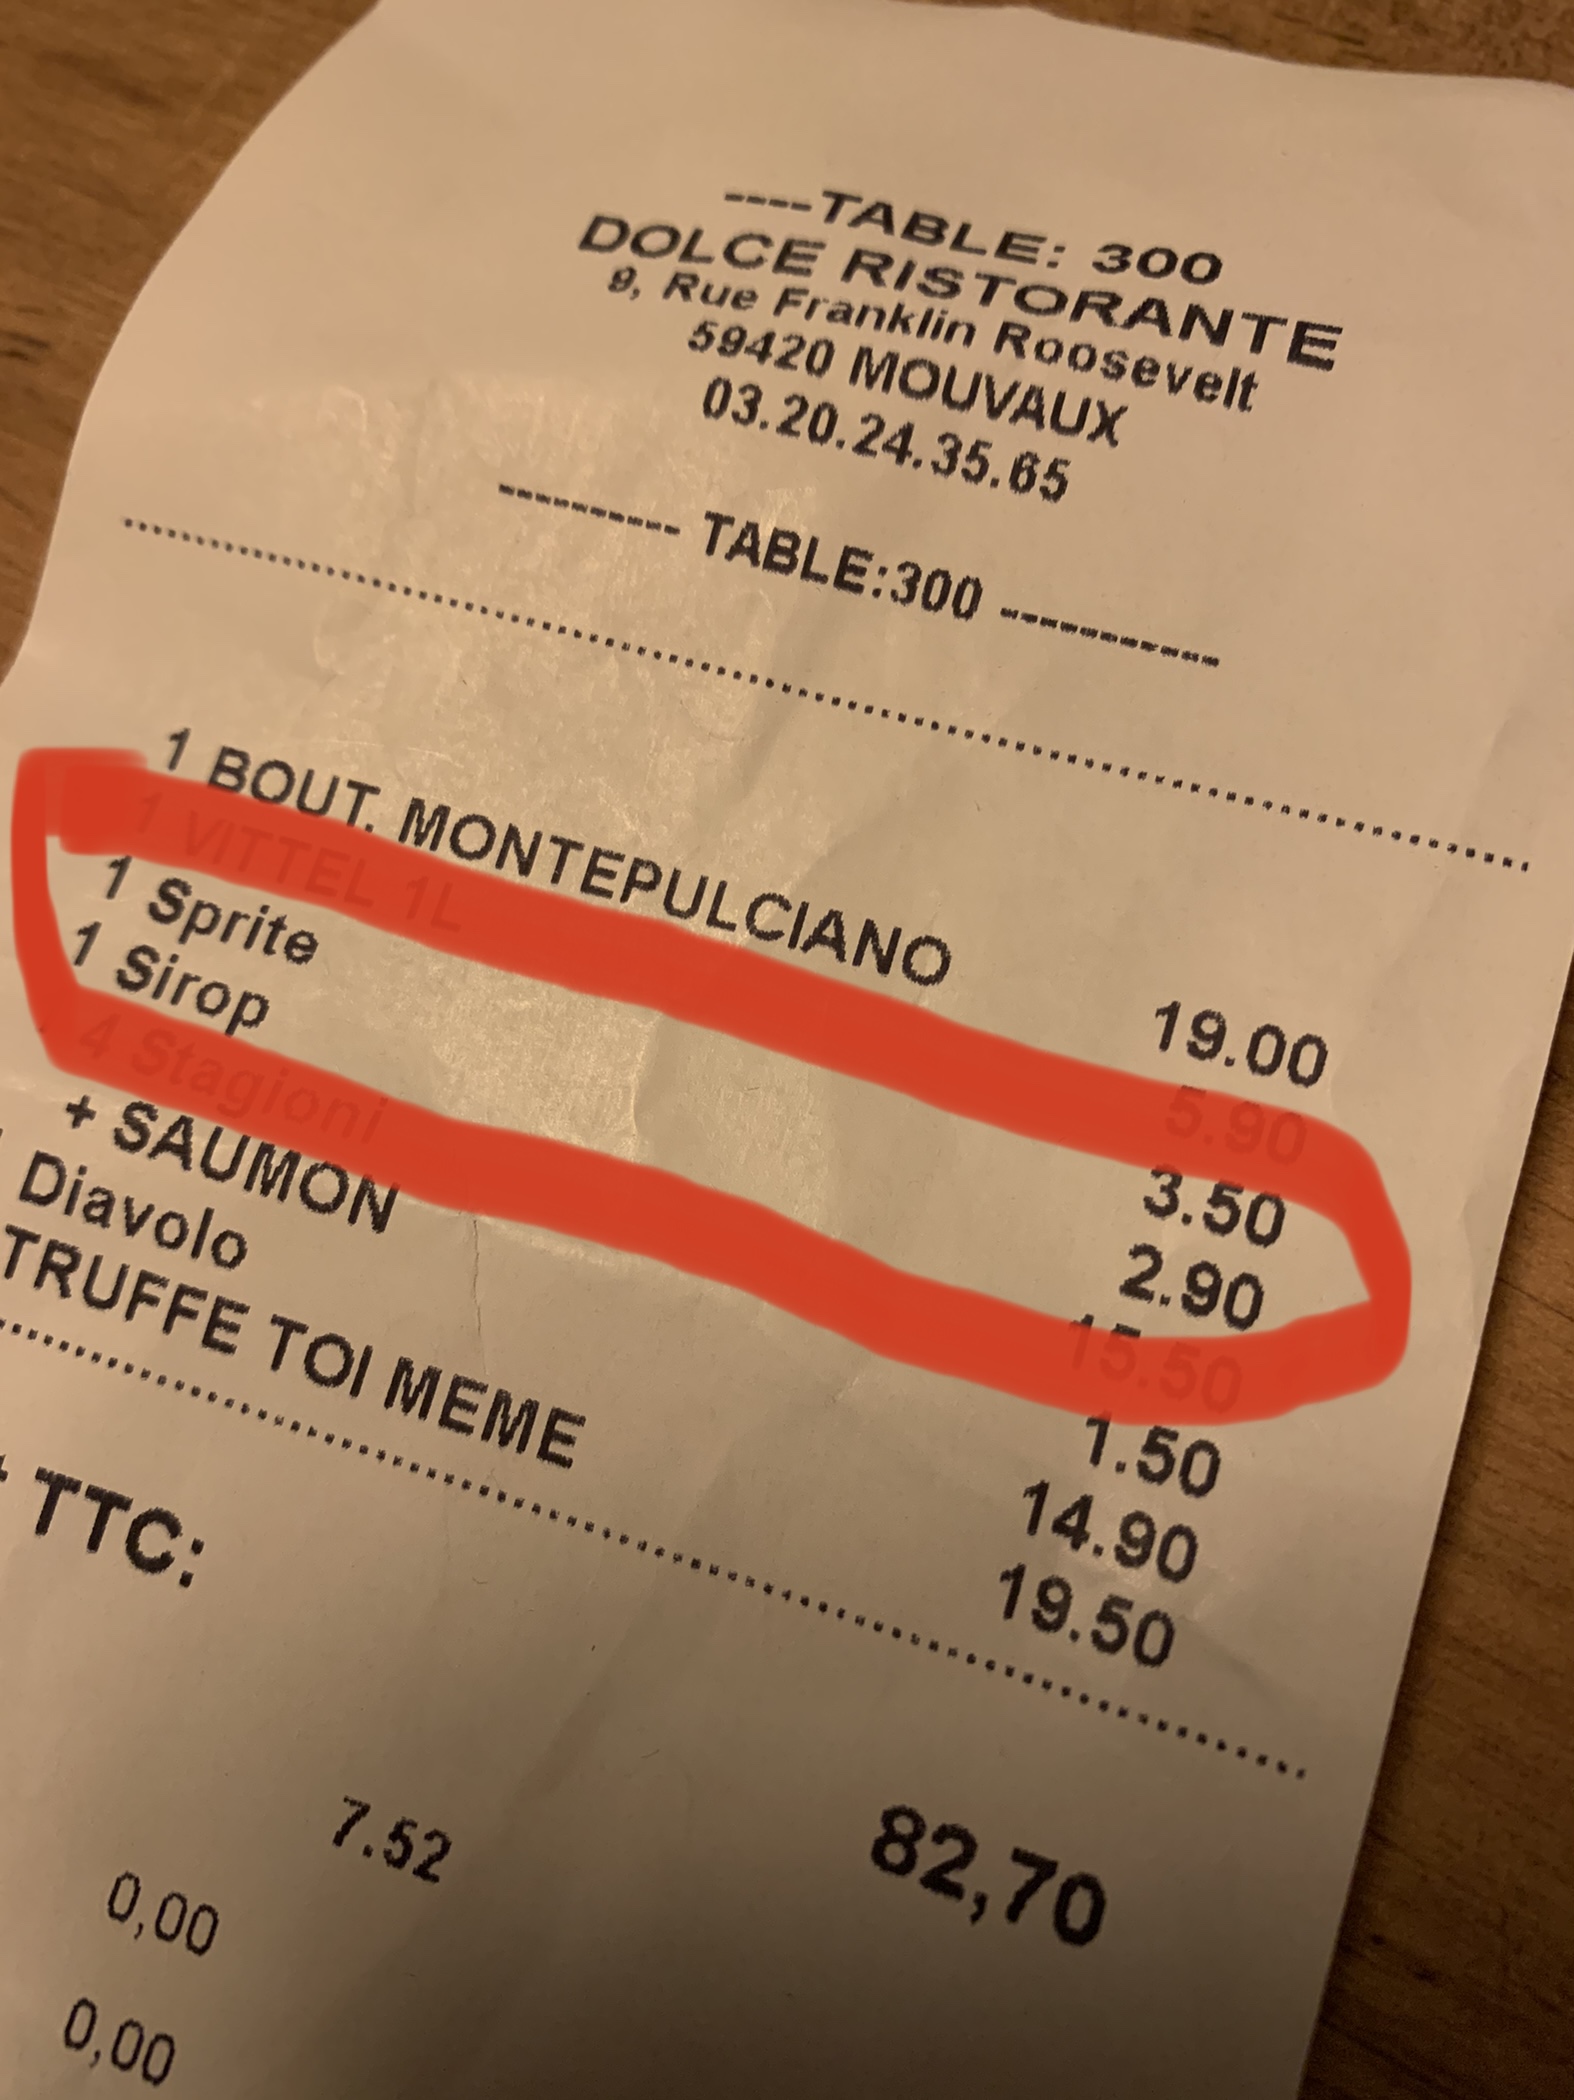 ----TABLE: 300
DOLCE RISTORANTE
9, Rue Franklin Roosevelt
59420 MOUVAUX
03.20.24.35.65
---------- TABLE:300 ------------
1 BOUT. MONTEPULCIANO 19.00
1 VITTEL 1L 5.90
1 Sprite 3.50
1 Sirop 2.90
4 Stagioni 15.50
+ SAUMON 1.50
Diavolo 14.90
TRUFFE TOI MEME 19.50
TTC: 82,70
7.52
0,00
0,00